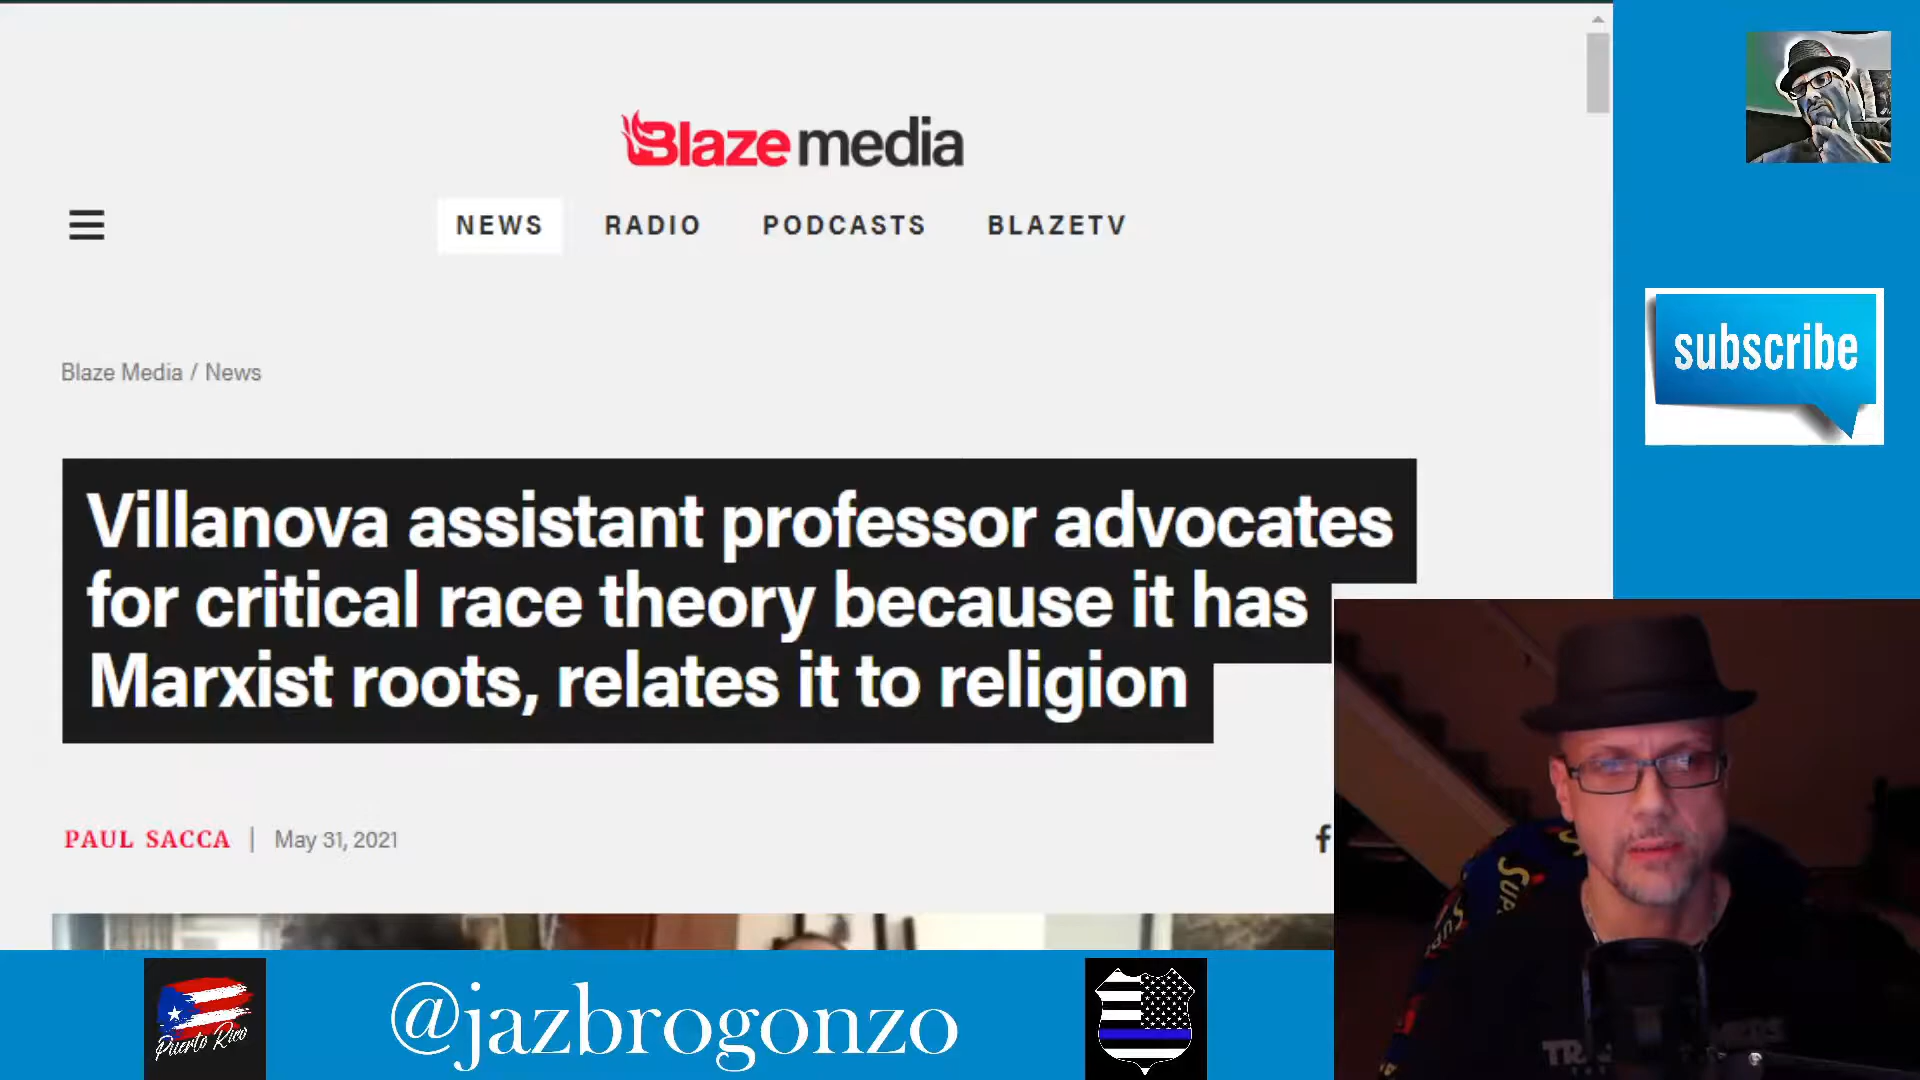 Blaze media
NEWS RADIO PODCASTS BLAZETV
subscribe
Blaze Media / News
Villanova assistant professor advocates
for critical race theory because it has
Marxist roots, relates it to religion
PAUL SACCA | May 31, 2021
f
Puerto Rico
@jazbrogonzo